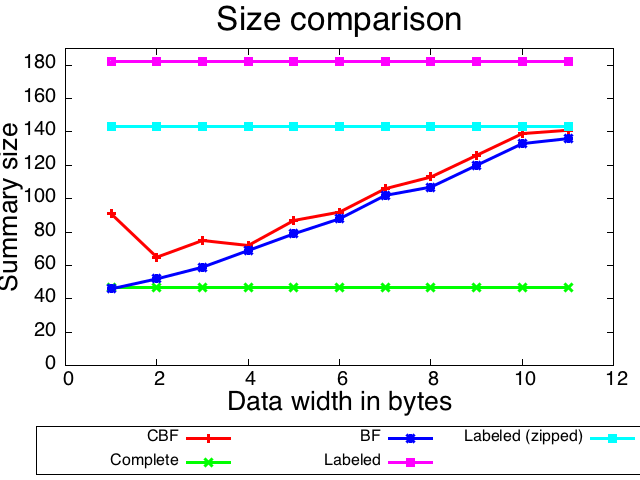 Size comparison
180
160
140
120
100
80
60
40
20
0
Summary size
0 2 4 6 8 10 12
Data width in bytes
CBF BF Labeled (zipped)
Complete Labeled